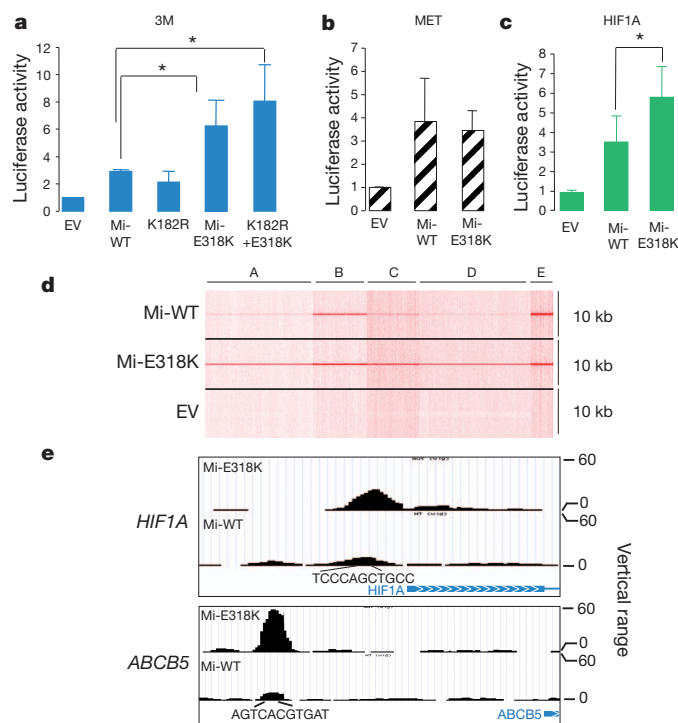 a
3M
Luciferase activity
12
10
8
6
4
2
0
*
*
EV
Mi-WT
K182R
Mi-E318K
K182R+E318K
b
MET
Luciferase activity
7
6
5
4
3
2
1
0
EV
Mi-WT
Mi-E318K
c
HIF1A
Luciferase activity
8
7
6
5
4
3
2
1
0
*
EV
Mi-WT
Mi-E318K
d
A B C D E
Mi-WT
10 kb
Mi-E318K
10 kb
EV
10 kb
e
HIF1A
Mi-E318K
60
0
Mi-WT
60
0
TCCCAGCTGCC
HIF1A
ABCB5
Mi-E318K
60
0
Mi-WT
60
0
AGTCACGTGAT
ABCB5
Vertical range